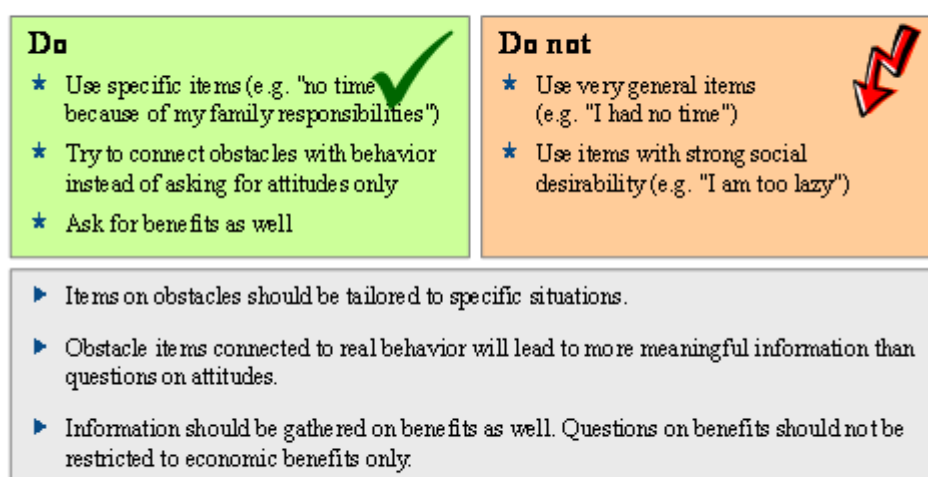 Do
Use specific items (e.g. "no time
because of my family responsibilities")
Try to connect obstacles with behavior
instead of asking for attitudes only
Ask for benefits as well
Do not
Use very general items
(e.g. "I had no time")
Use items with strong social
desirability (e.g. "I am too lazy")
Items on obstacles should be tailored to specific situations.
Obstacle items connected to real behavior will lead to more meaningful information than
questions on attitudes.
Information should be gathered on benefits as well. Questions on benefits should not be
restricted to economic benefits only.